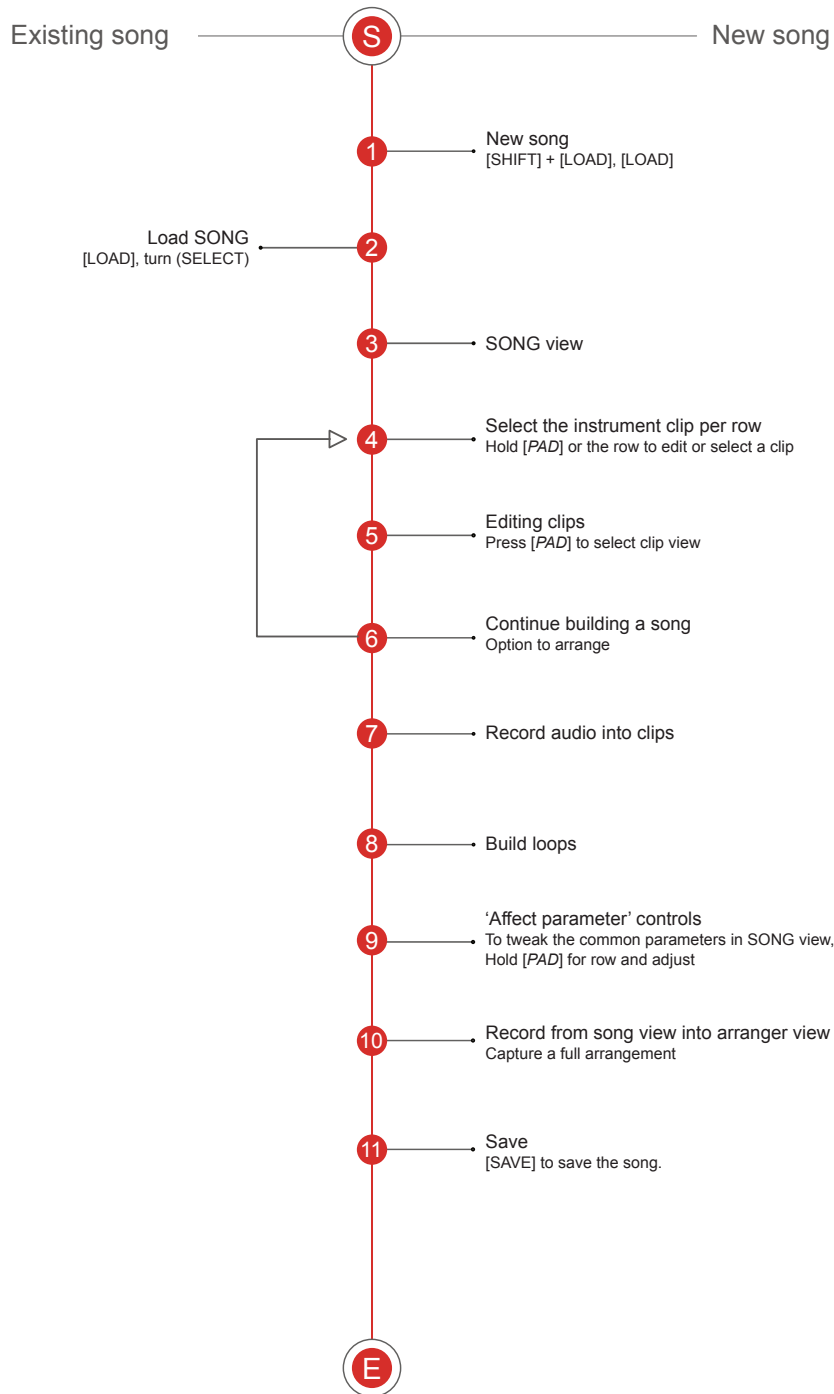 Existing song
S
New song
1
New song
[SHIFT] + [LOAD], [LOAD]
Load SONG
[LOAD], turn (SELECT)
2
3
SONG view
4
Select the instrument clip per row
Hold [PAD] or the row to edit or select a clip
5
Editing clips
Press [PAD] to select clip view
6
Continue building a song
Option to arrange
7
Record audio into clips
8
Build loops
9
‘Affect parameter’ controls
To tweak the common parameters in SONG view,
Hold [PAD] for row and adjust
10
Record from song view into arranger view
Capture a full arrangement
11
Save
[SAVE] to save the song.
E